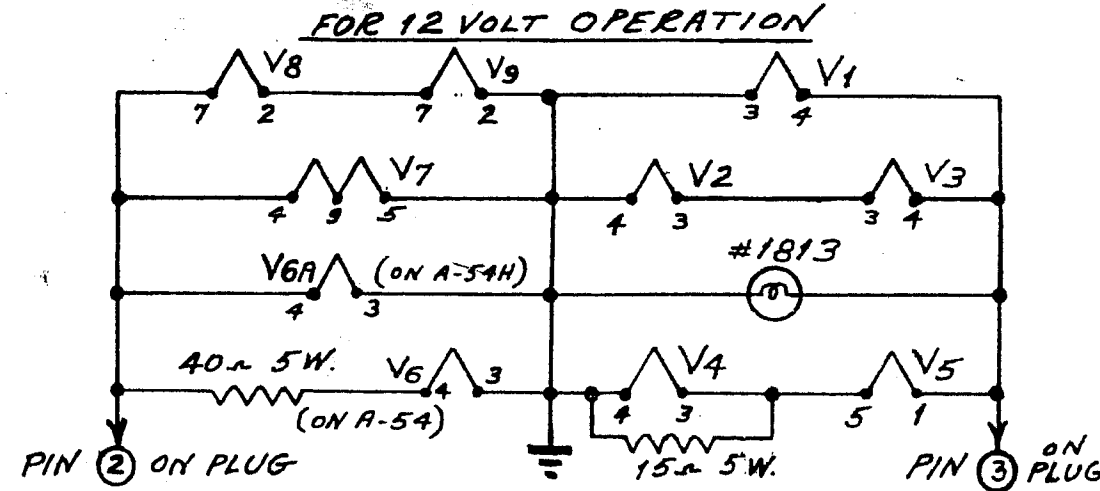 FOR 12 VOLT OPERATION
V8 V9 V1
7 2 7 2 3 4
V7 V2 V3
4 9 5 4 3 3 4
V6A (ON A-54H) #1813
4 3
40Ω 5W. V6 4 3 V4 V5
(ON A-54) 4 3 5 1
15Ω 5W.
PIN 2 ON PLUG PIN 3 ON PLUG